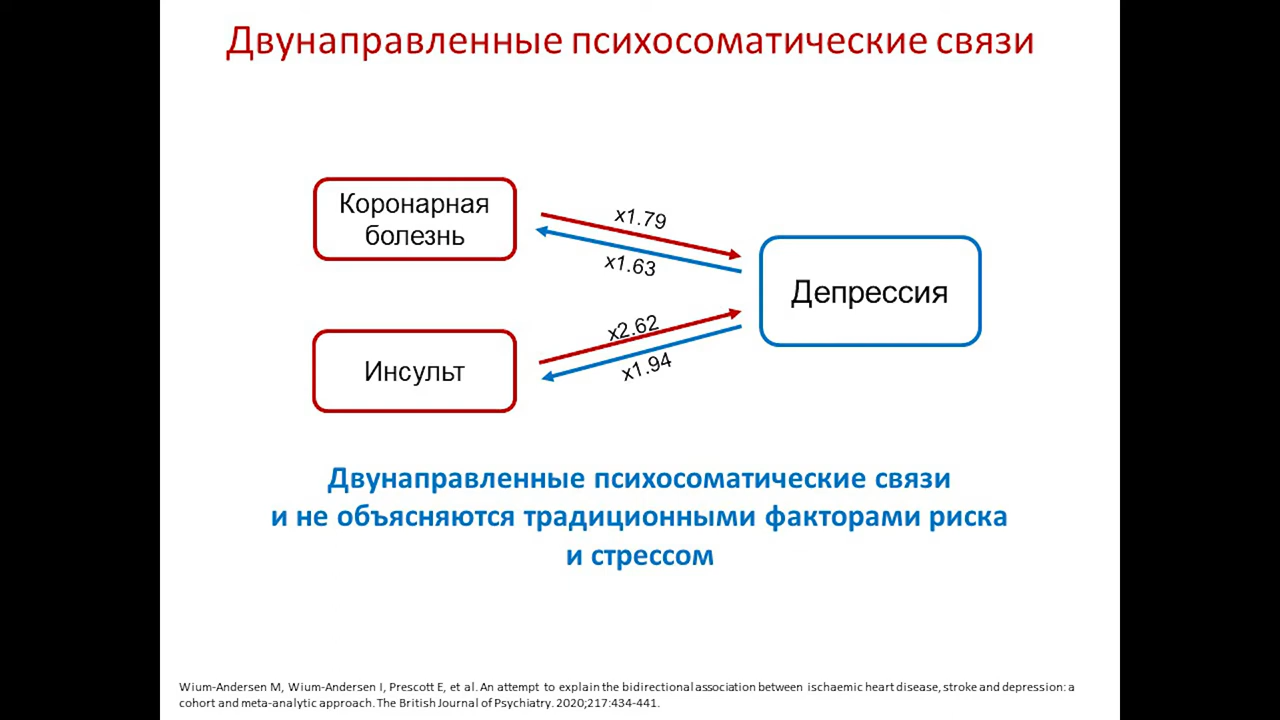 Двунаправленные психосоматические связи
Коронарная
болезнь
x1.79
x1.63
Депрессия
x2.62
Инсульт
x1.94
Двунаправленные психосоматические связи
и не объясняются традиционными факторами риска
и стрессом
Wium-Andersen M, Wium-Andersen I, Prescott E, et al. An attempt to explain the bidirectional association between ischaemic heart disease, stroke and depression: a
cohort and meta-analytic approach. The British Journal of Psychiatry. 2020;217:434-441.